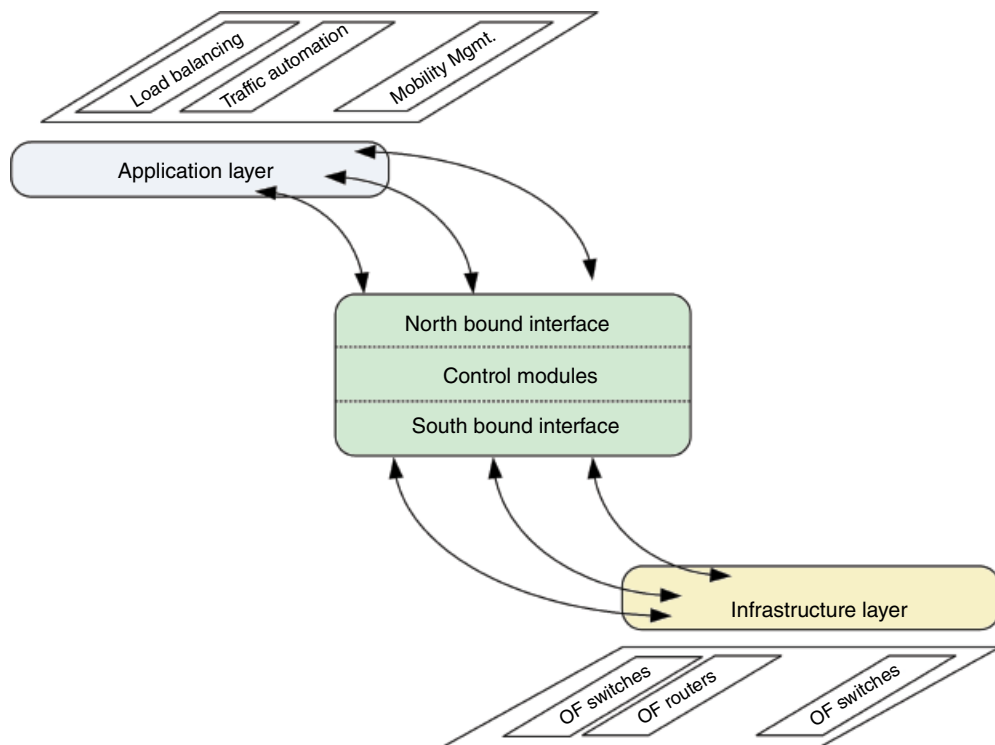 Load balancing
Traffic automation
Mobility Mgmt.
Application layer
North bound interface
Control modules
South bound interface
Infrastructure layer
OF switches
OF routers
OF switches